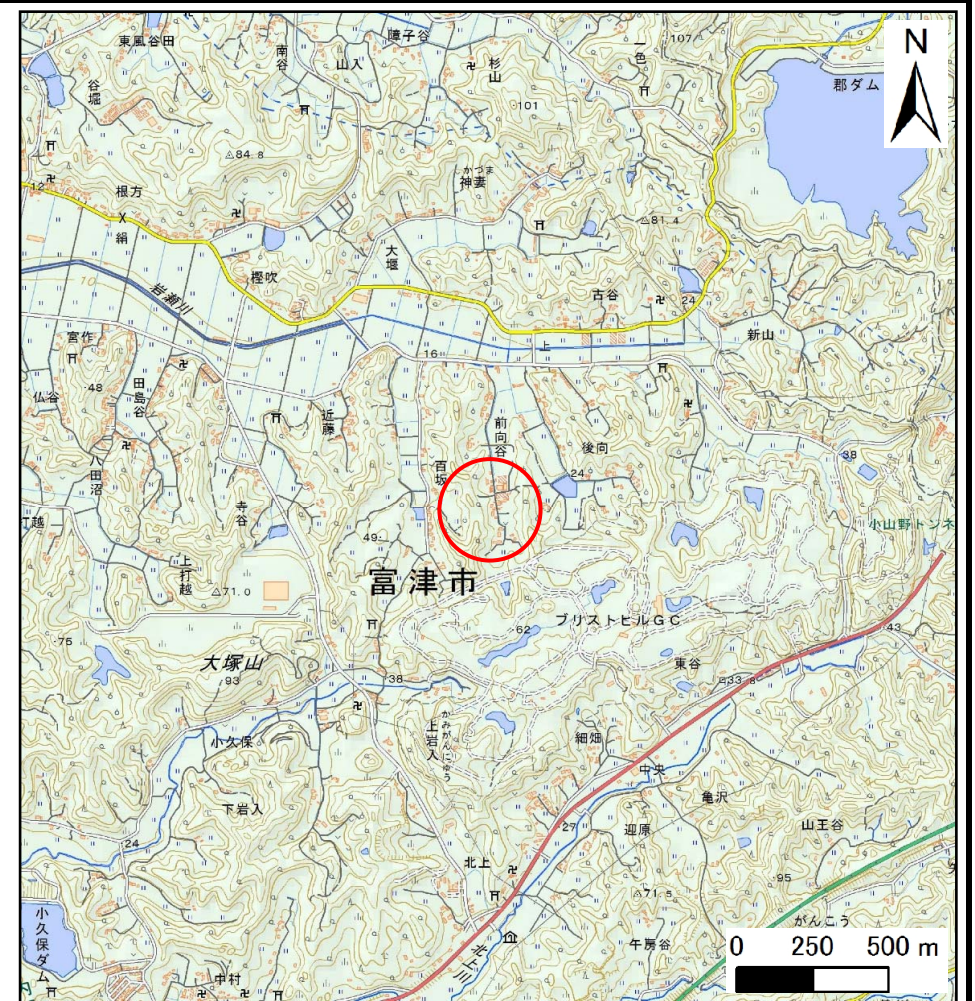 東風谷田
南谷
山入
障子谷
杉山
一色
107
N
郡ダム
谷堀
101
84.8
かづま
神妻
12
根方
絹
81.4
大堰
樫吹
古谷
24
岩瀬川
上
新山
宮作
16
48
田島谷
仏谷
近藤
前向谷
後向
38
百坂
24
八田沼
打越
寺谷
小山野トンネ
49
上打越
富津市
71.0
62
ブリストヒルGC
43
75
大塚山
東谷
93
38
33.8
かみがんにゅう
上岩入
小久保
細畑
中央
亀沢
下岩入
迎原
山王谷
27
24
北上
95
71.5
がんこう
小久保ダム
午房谷
北上川
中村
0 250 500 m